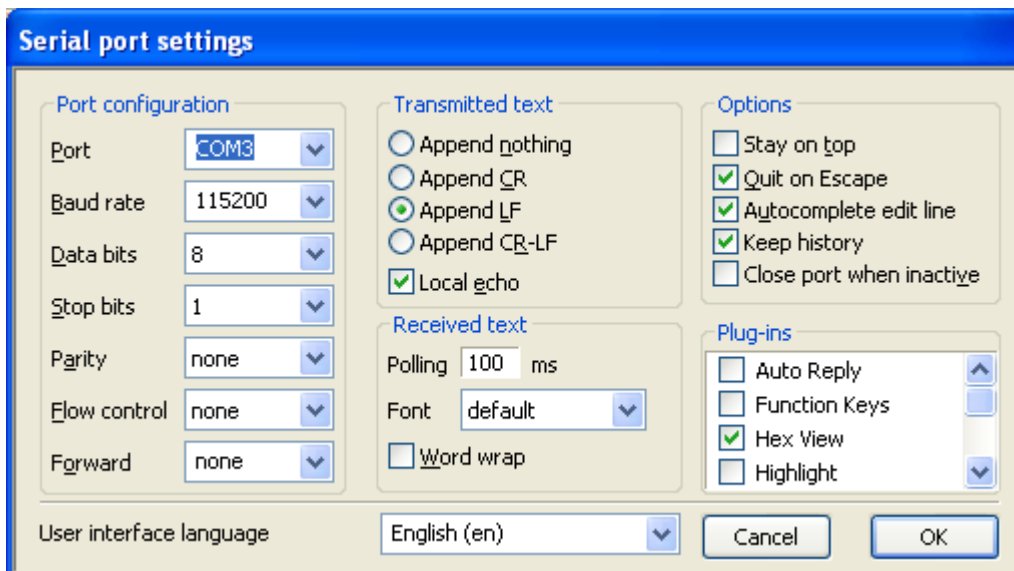 Serial port settings
Port configuration
Port COM3
Baud rate 115200
Data bits 8
Stop bits 1
Parity none
Flow control none
Forward none
Transmitted text
Append nothing
Append CR
Append LF
Append CR-LF
Local echo
Received text
Polling 100 ms
Font default
Word wrap
Options
Stay on top
Quit on Escape
Autocomplete edit line
Keep history
Close port when inactive
Plug-ins
Auto Reply
Function Keys
Hex View
Highlight
User interface language English (en) Cancel OK